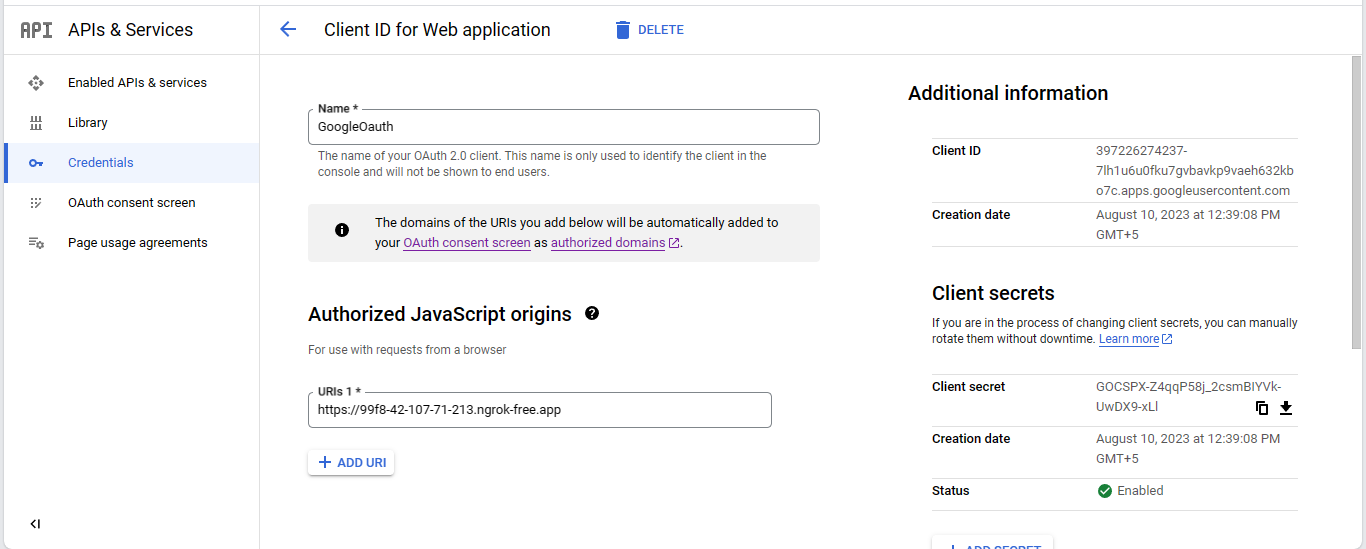 API APIs & Services
Enabled APIs & services
Library
Credentials
OAuth consent screen
Page usage agreements
Client ID for Web application
DELETE
Name *
GoogleOauth
The name of your OAuth 2.0 client. This name is only used to identify the client in the
console and will not be shown to end users.
The domains of the URIs you add below will be automatically added to
your OAuth consent screen as authorized domains.
Authorized JavaScript origins
For use with requests from a browser
URIs 1 *
https://99f8-42-107-71-213.ngrok-free.app
+ ADD URI
Additional information
Client ID 397226274237-
7lh1u6u0fku7gvbavkp9vaeh632kb
o7c.apps.googleusercontent.com
Creation date August 10, 2023 at 12:39:08 PM
GMT+5
Client secrets
If you are in the process of changing client secrets, you can manually
rotate them without downtime. Learn more
Client secret GOCSPX-Z4qqP58j_2csmBIYVk-
UwDX9-xLl
Creation date August 10, 2023 at 12:39:08 PM
GMT+5
Status Enabled
+ ADD SECRET